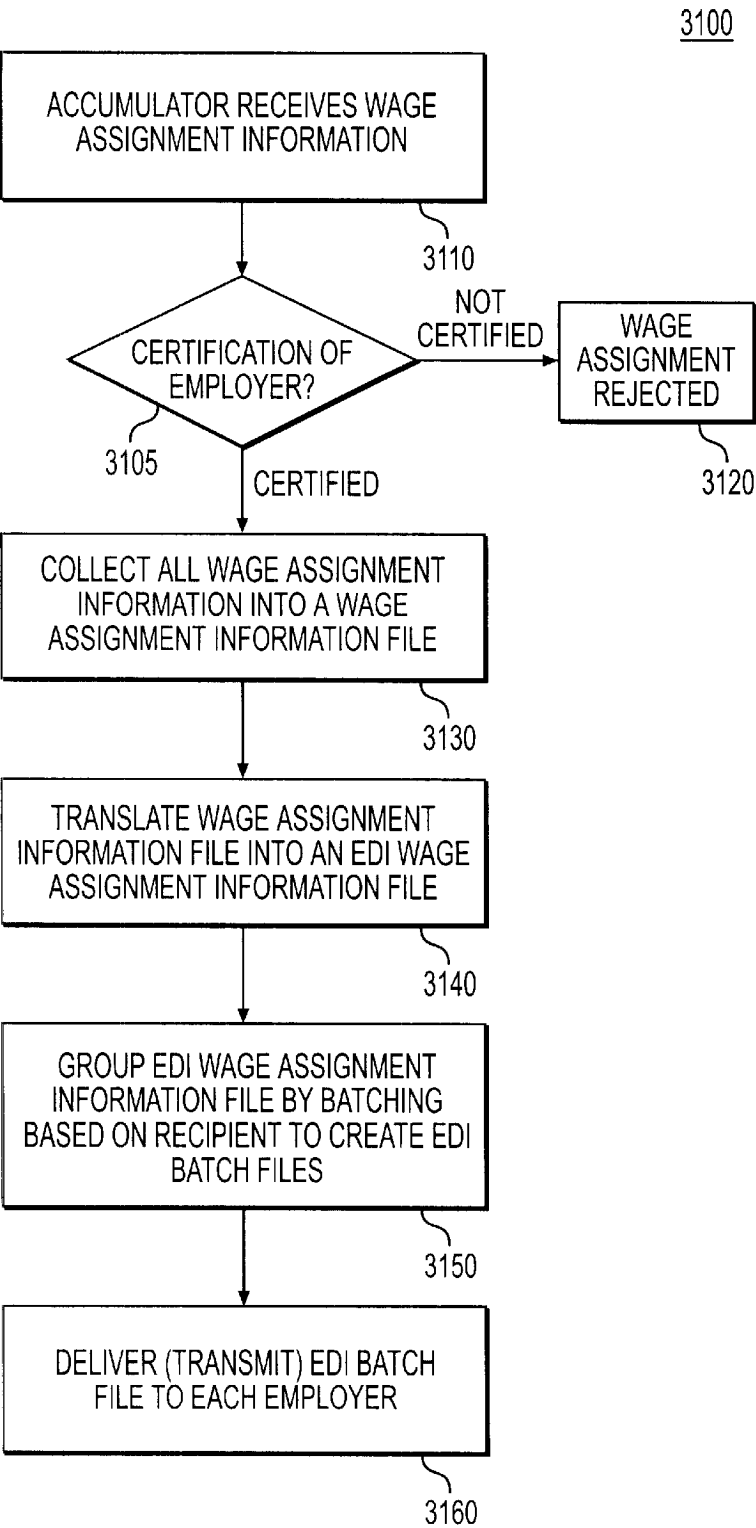 3100
ACCUMULATOR RECEIVES WAGE
ASSIGNMENT INFORMATION
3110
CERTIFICATION OF
EMPLOYER?
3105
NOT
CERTIFIED
WAGE
ASSIGNMENT
REJECTED
3120
CERTIFIED
COLLECT ALL WAGE ASSIGNMENT
INFORMATION INTO A WAGE
ASSIGNMENT INFORMATION FILE
3130
TRANSLATE WAGE ASSIGNMENT
INFORMATION FILE INTO AN EDI WAGE
ASSIGNMENT INFORMATION FILE
3140
GROUP EDI WAGE ASSIGNMENT
INFORMATION FILE BY BATCHING
BASED ON RECIPIENT TO CREATE EDI
BATCH FILES
3150
DELIVER (TRANSMIT) EDI BATCH
FILE TO EACH EMPLOYER
3160